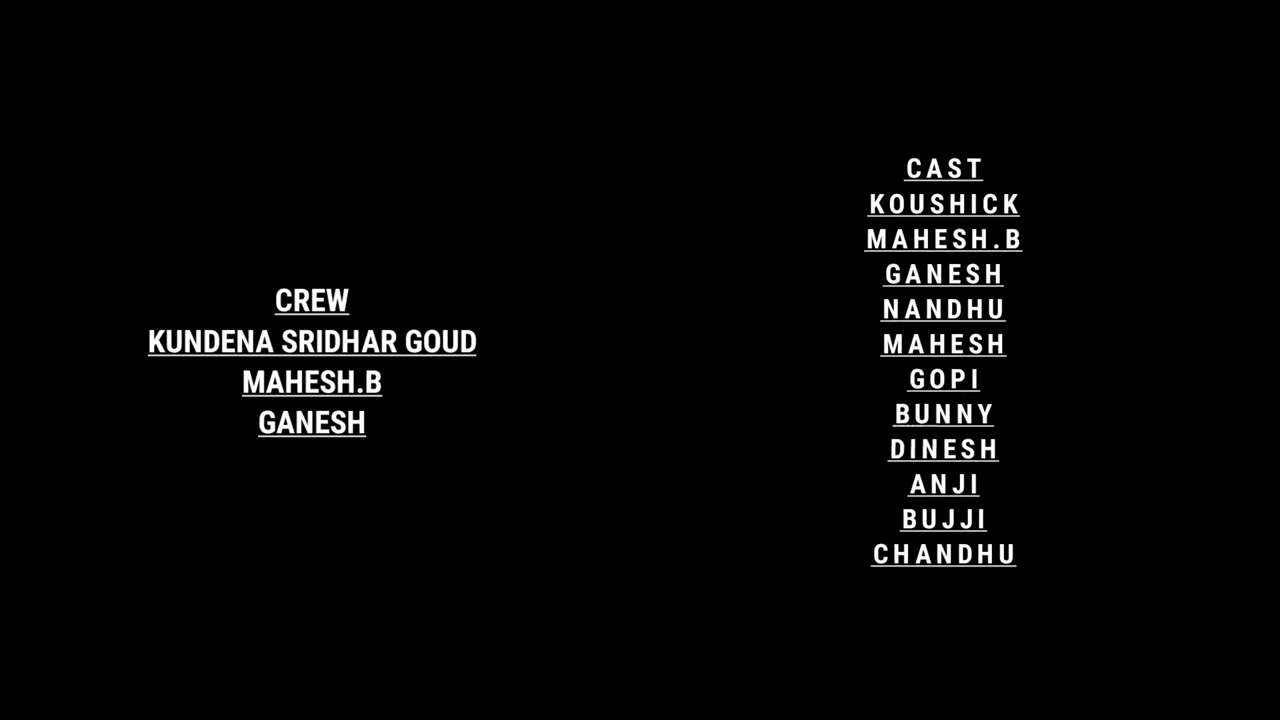 CREW
KUNDENA SRIDHAR GOUD
MAHESH.B
GANESH
CAST
KOUSHICK
MAHESH.B
GANESH
NANDHU
MAHESH
GOPI
BUNNY
DINESH
ANJI
BUJJI
CHANDHU